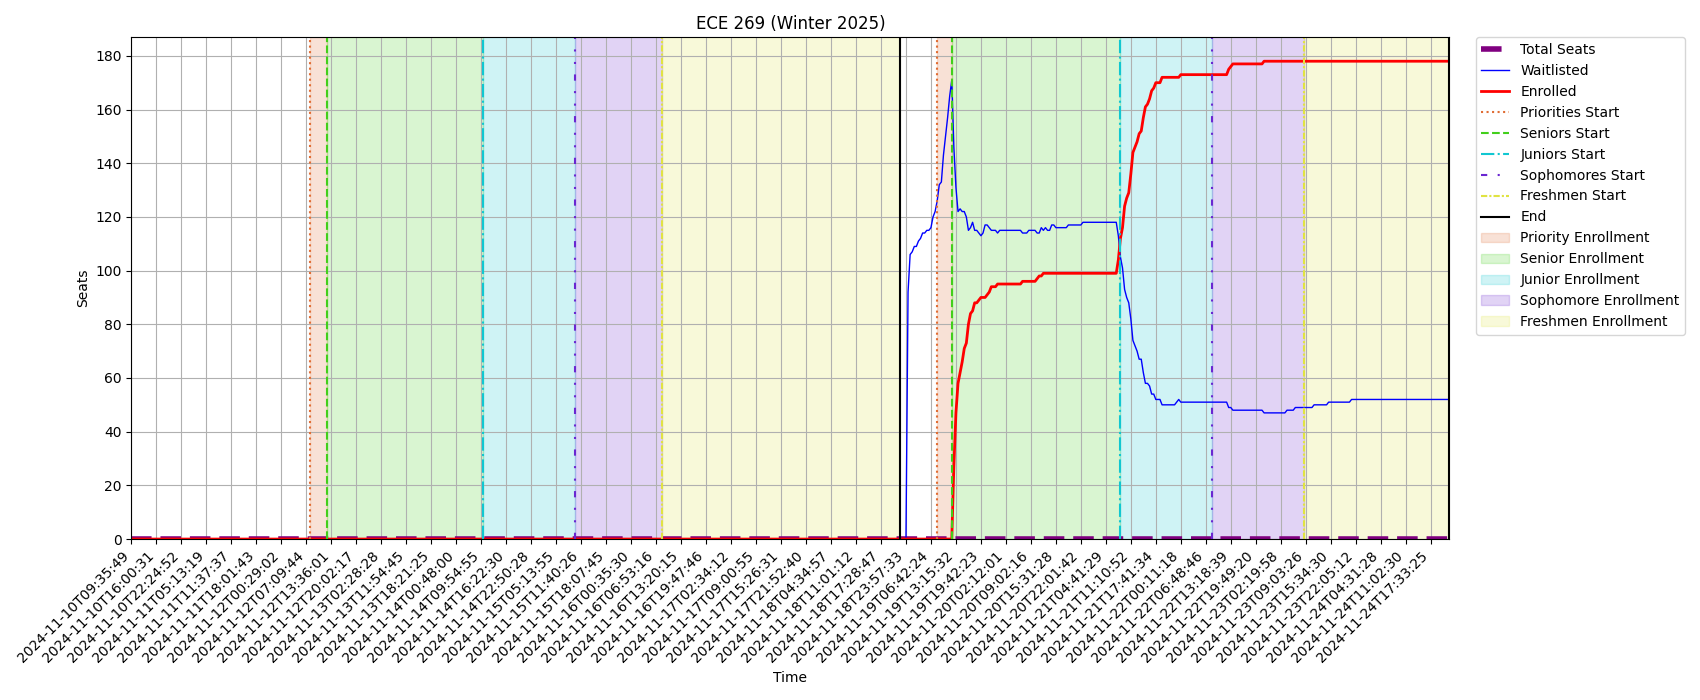 ECE 269 (Winter 2025)
Seats
180
160
140
120
100
80
60
40
20
0
2024-11-10T09:35:49
2024-11-10T16:00:31
2024-11-10T22:24:52
2024-11-11T05:13:19
2024-11-11T11:37:37
2024-11-11T18:01:43
2024-11-12T00:29:02
2024-11-12T07:09:44
2024-11-12T13:36:01
2024-11-12T20:02:17
2024-11-13T02:28:28
2024-11-13T11:54:45
2024-11-13T18:21:25
2024-11-14T00:48:00
2024-11-14T09:54:55
2024-11-14T16:22:30
2024-11-14T22:50:28
2024-11-15T05:13:55
2024-11-15T11:40:26
2024-11-15T18:07:45
2024-11-16T00:35:30
2024-11-16T06:53:16
2024-11-16T13:20:15
2024-11-16T19:47:46
2024-11-17T02:34:12
2024-11-17T09:00:55
2024-11-17T15:26:31
2024-11-17T21:52:40
2024-11-18T04:34:57
2024-11-18T11:01:12
2024-11-18T17:28:47
2024-11-18T23:57:33
2024-11-19T06:42:24
2024-11-19T13:15:32
2024-11-19T19:42:23
2024-11-20T02:12:01
2024-11-20T09:02:16
2024-11-20T15:31:28
2024-11-20T22:01:42
2024-11-21T04:41:29
2024-11-21T11:10:52
2024-11-21T17:41:34
2024-11-22T00:11:18
2024-11-22T06:48:46
2024-11-22T13:18:39
2024-11-22T19:49:20
2024-11-23T02:19:58
2024-11-23T09:03:26
2024-11-23T15:34:30
2024-11-23T22:05:12
2024-11-24T04:31:28
2024-11-24T11:02:30
2024-11-24T17:33:25
Time
Total Seats
Waitlisted
Enrolled
Priorities Start
Seniors Start
Juniors Start
Sophomores Start
Freshmen Start
End
Priority Enrollment
Senior Enrollment
Junior Enrollment
Sophomore Enrollment
Freshmen Enrollment